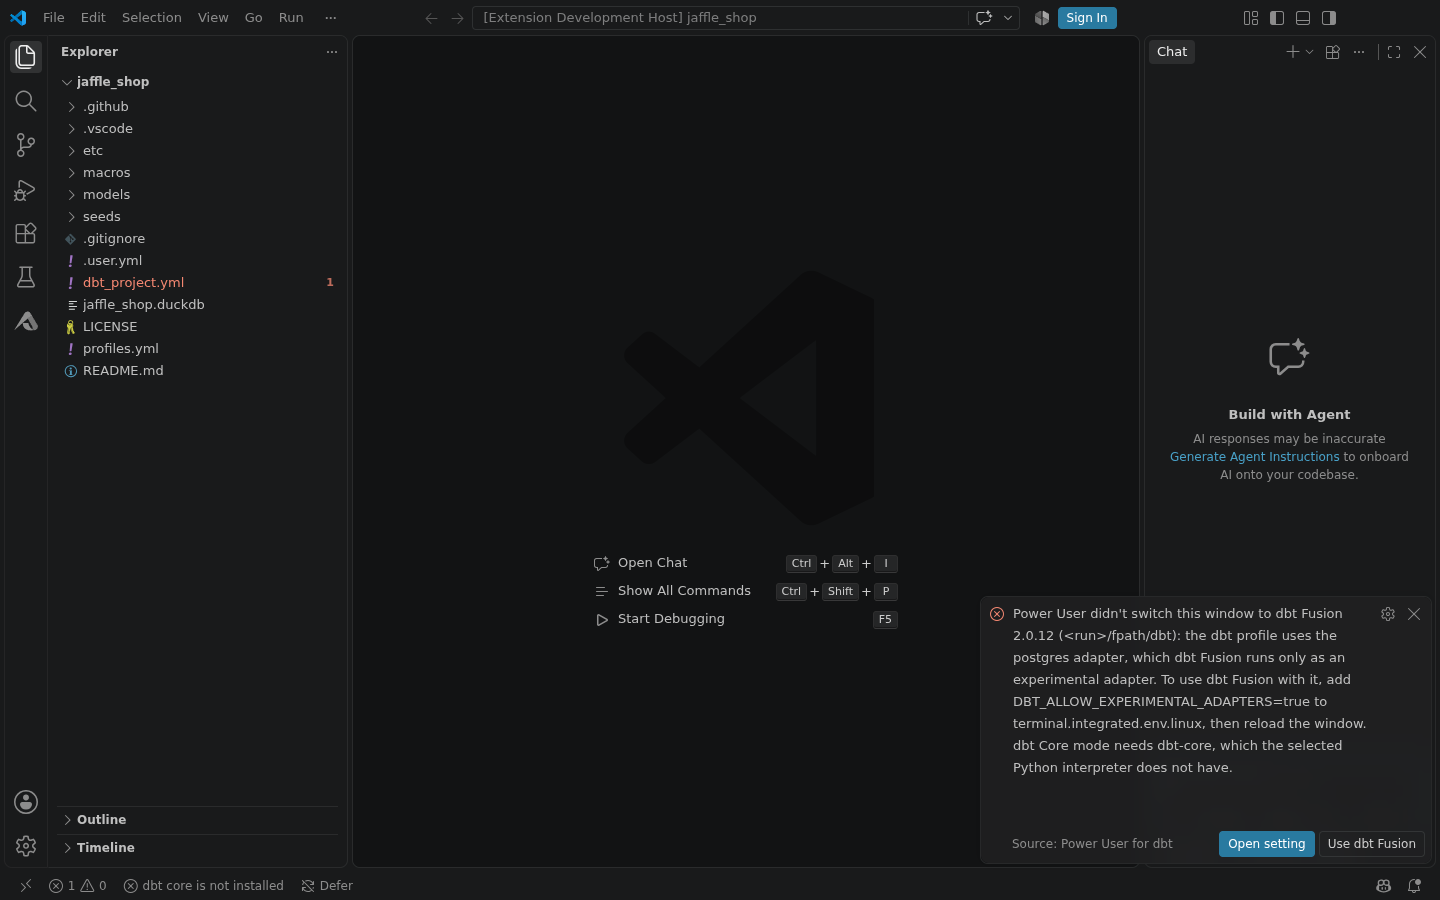 File Edit Selection View Go Run ···
[Extension Development Host] jaffle_shop
Sign In
Explorer
jaffle_shop
.github
.vscode
etc
macros
models
seeds
.gitignore
.user.yml
dbt_project.yml 1
jaffle_shop.duckdb
LICENSE
profiles.yml
README.md
Outline
Timeline
Open Chat Ctrl + Alt + I
Show All Commands Ctrl + Shift + P
Start Debugging F5
Chat
Build with Agent
AI responses may be inaccurate
Generate Agent Instructions to onboard
AI onto your codebase.
Power User didn't switch this window to dbt Fusion
2.0.12 (<run>/fpath/dbt): the dbt profile uses the
postgres adapter, which dbt Fusion runs only as an
experimental adapter. To use dbt Fusion with it, add
DBT_ALLOW_EXPERIMENTAL_ADAPTERS=true to
terminal.integrated.env.linux, then reload the window.
dbt Core mode needs dbt-core, which the selected
Python interpreter does not have.
Source: Power User for dbt
Open setting
Use dbt Fusion
1 0 dbt core is not installed Defer